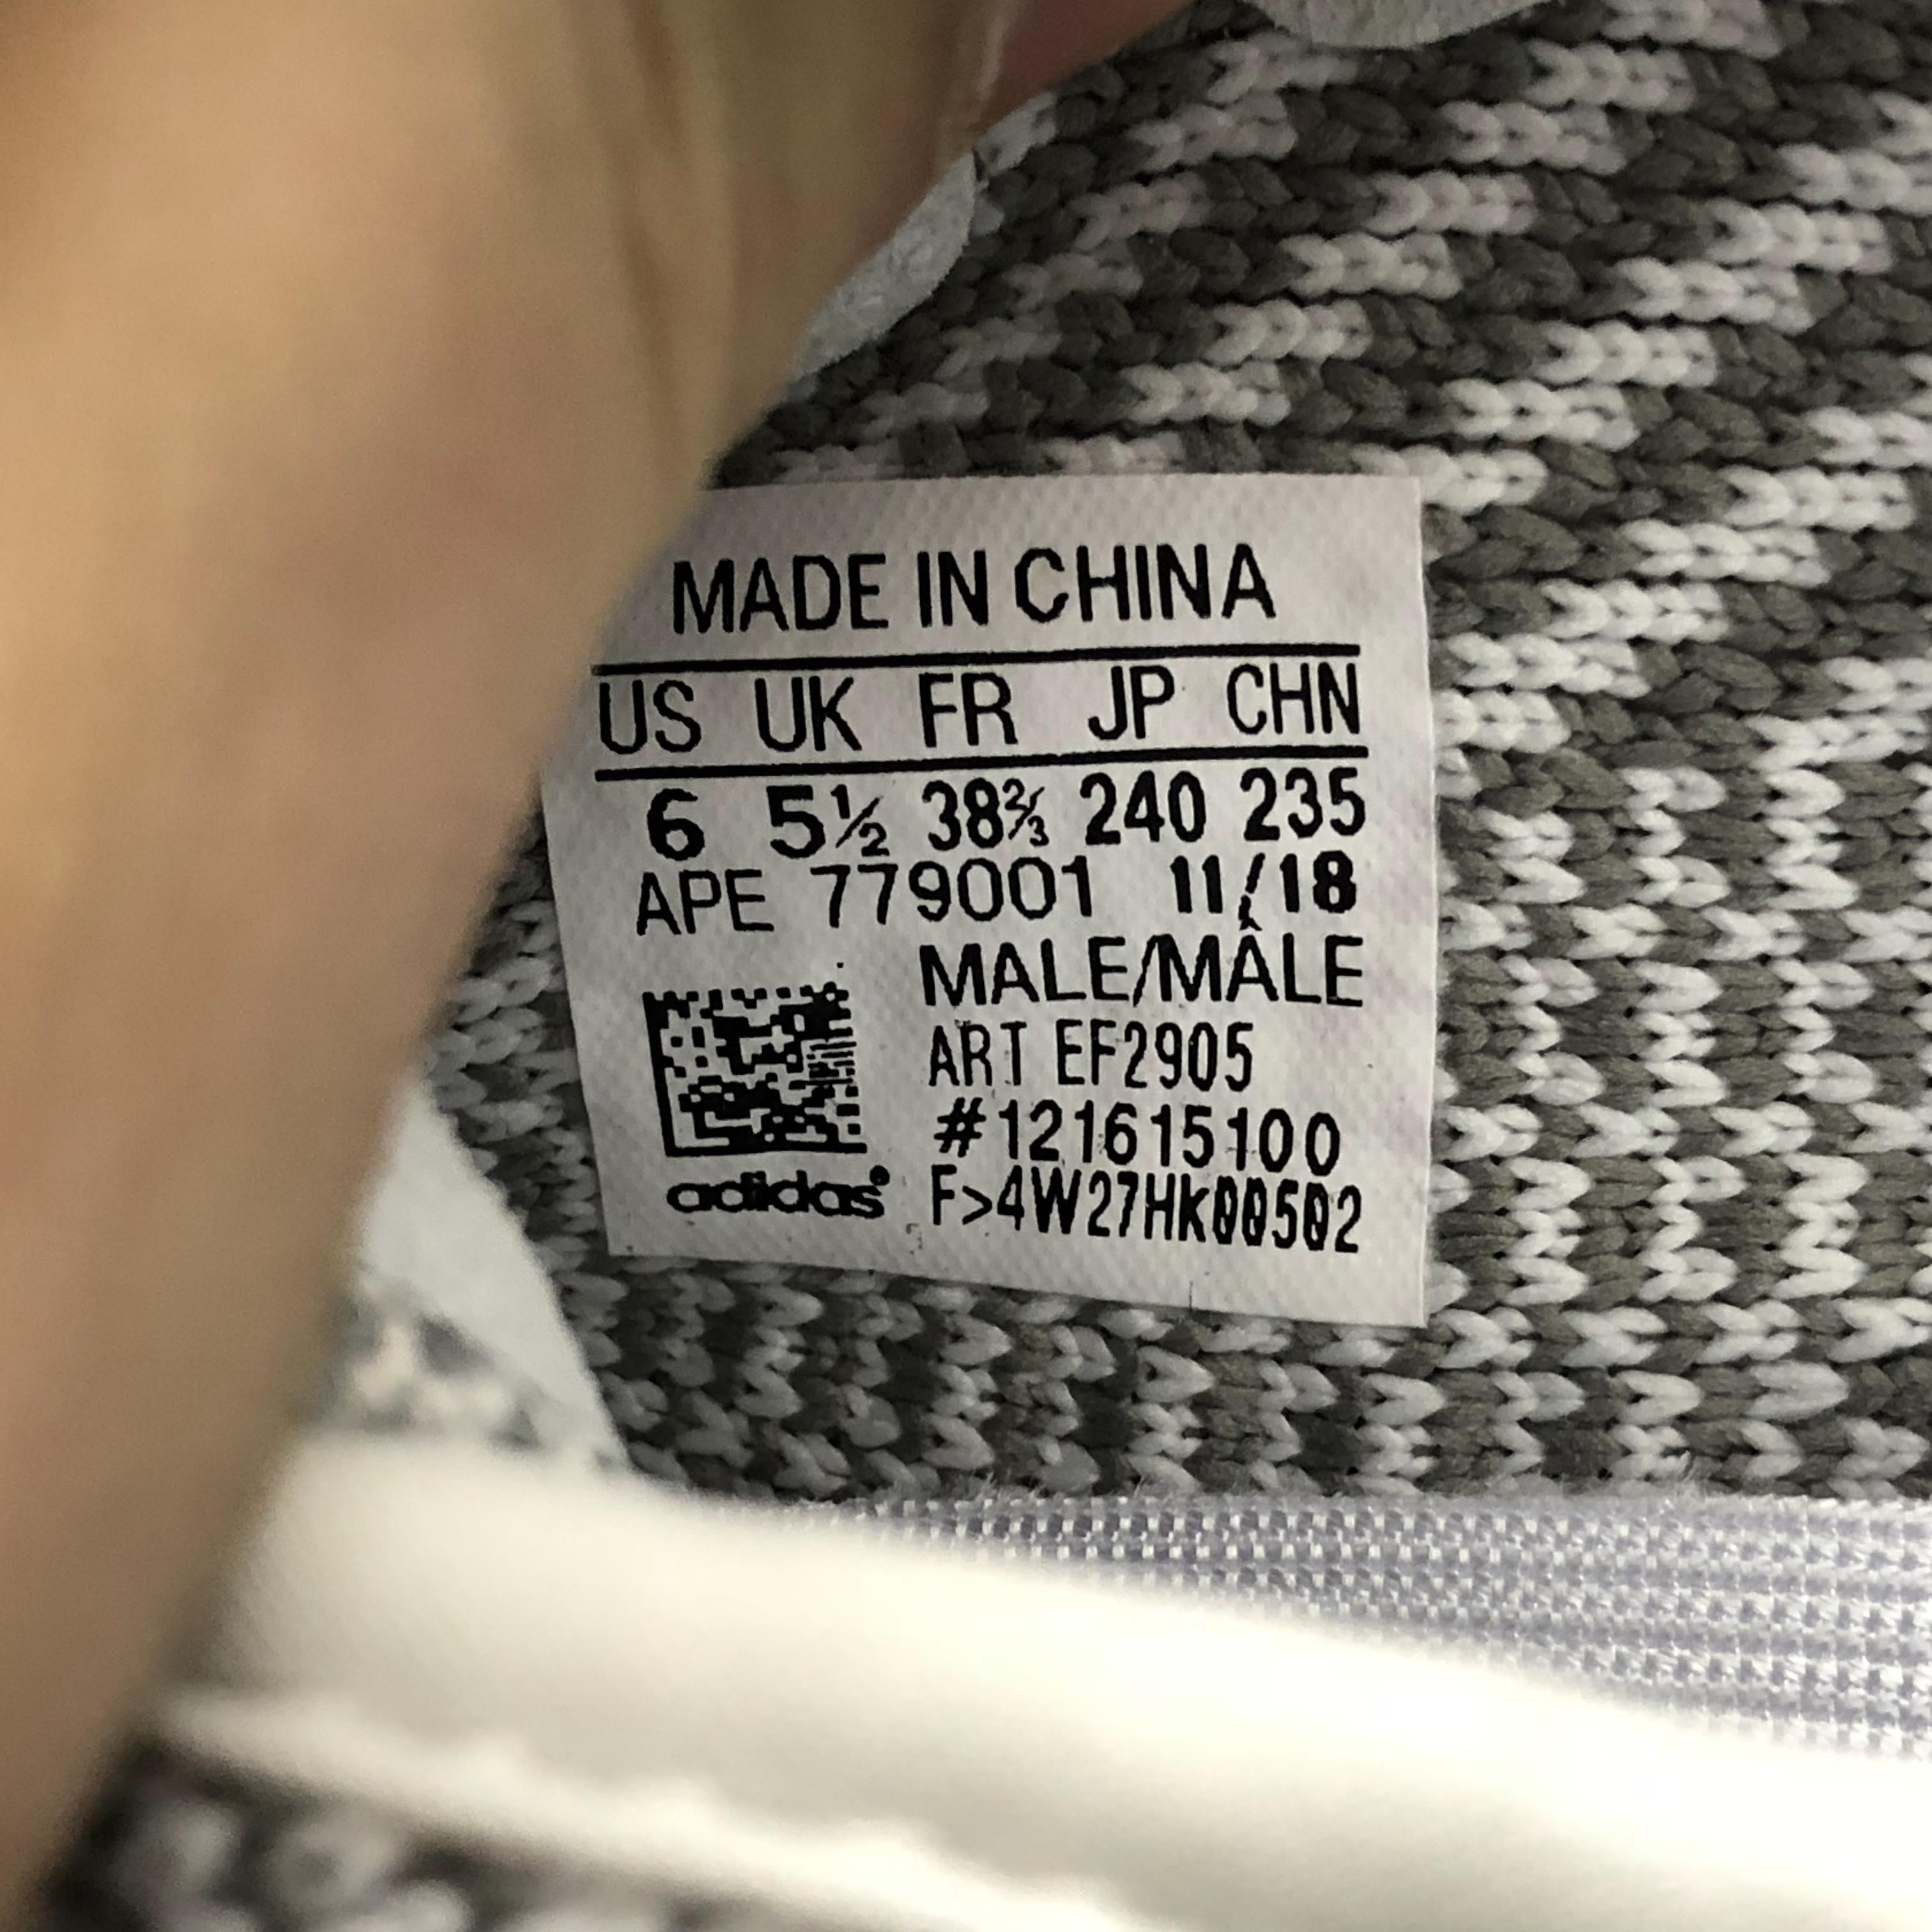 MADE IN CHINA
US UK FR JP CHN
6 5½ 38⅔ 240 235
APE 779001 11/18
MALE/MÂLE
ART EF2905
#121615100
adidas F>4W27HK00502